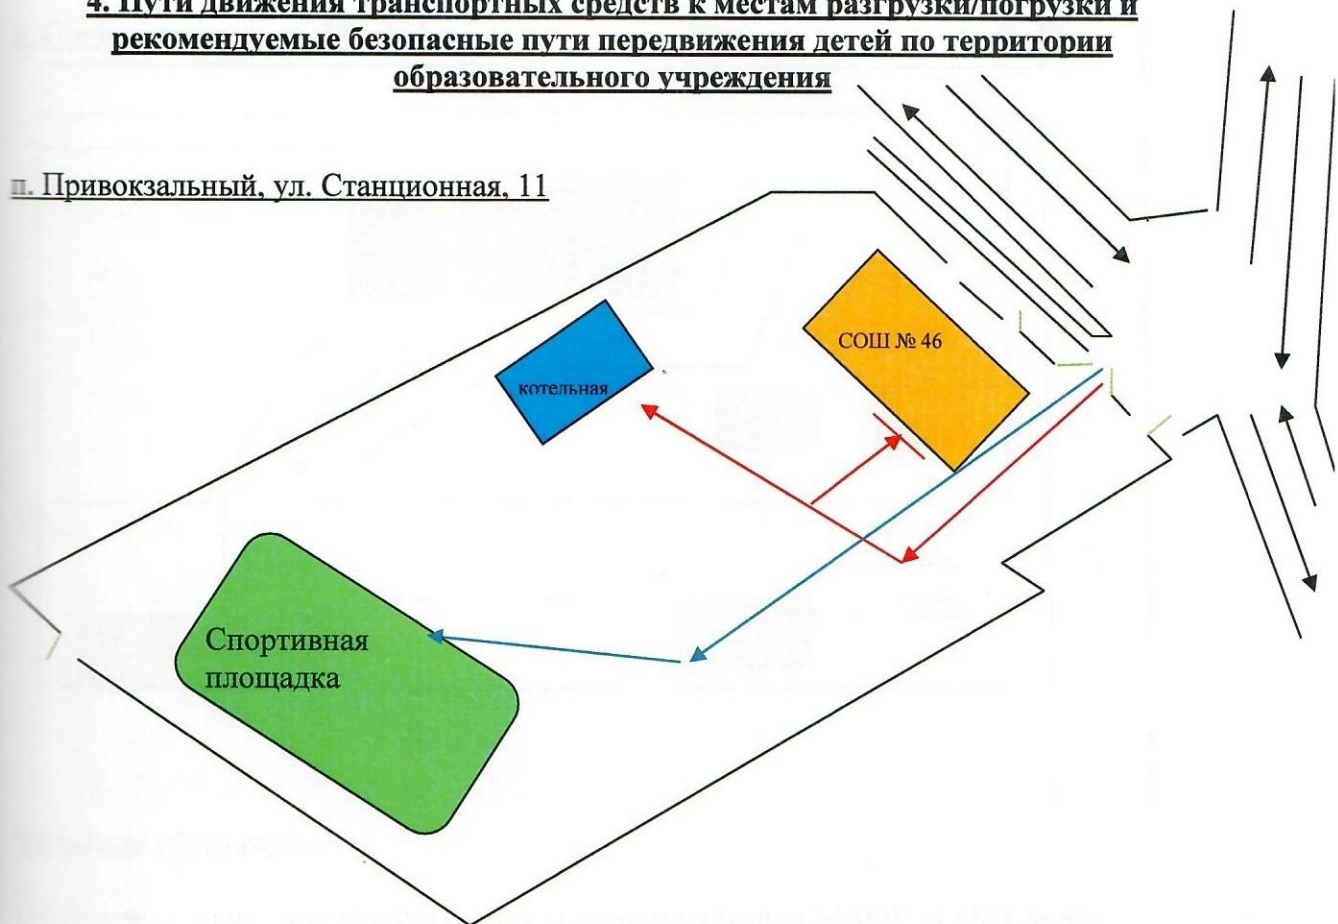 4. Пути движения транспортных средств к местам разгрузки/погрузки и
рекомендуемые безопасные пути передвижения детей по территории
образовательного учреждения
п. Привокзальный, ул. Станционная, 11
СОШ № 46
котельная
Спортивная
площадка